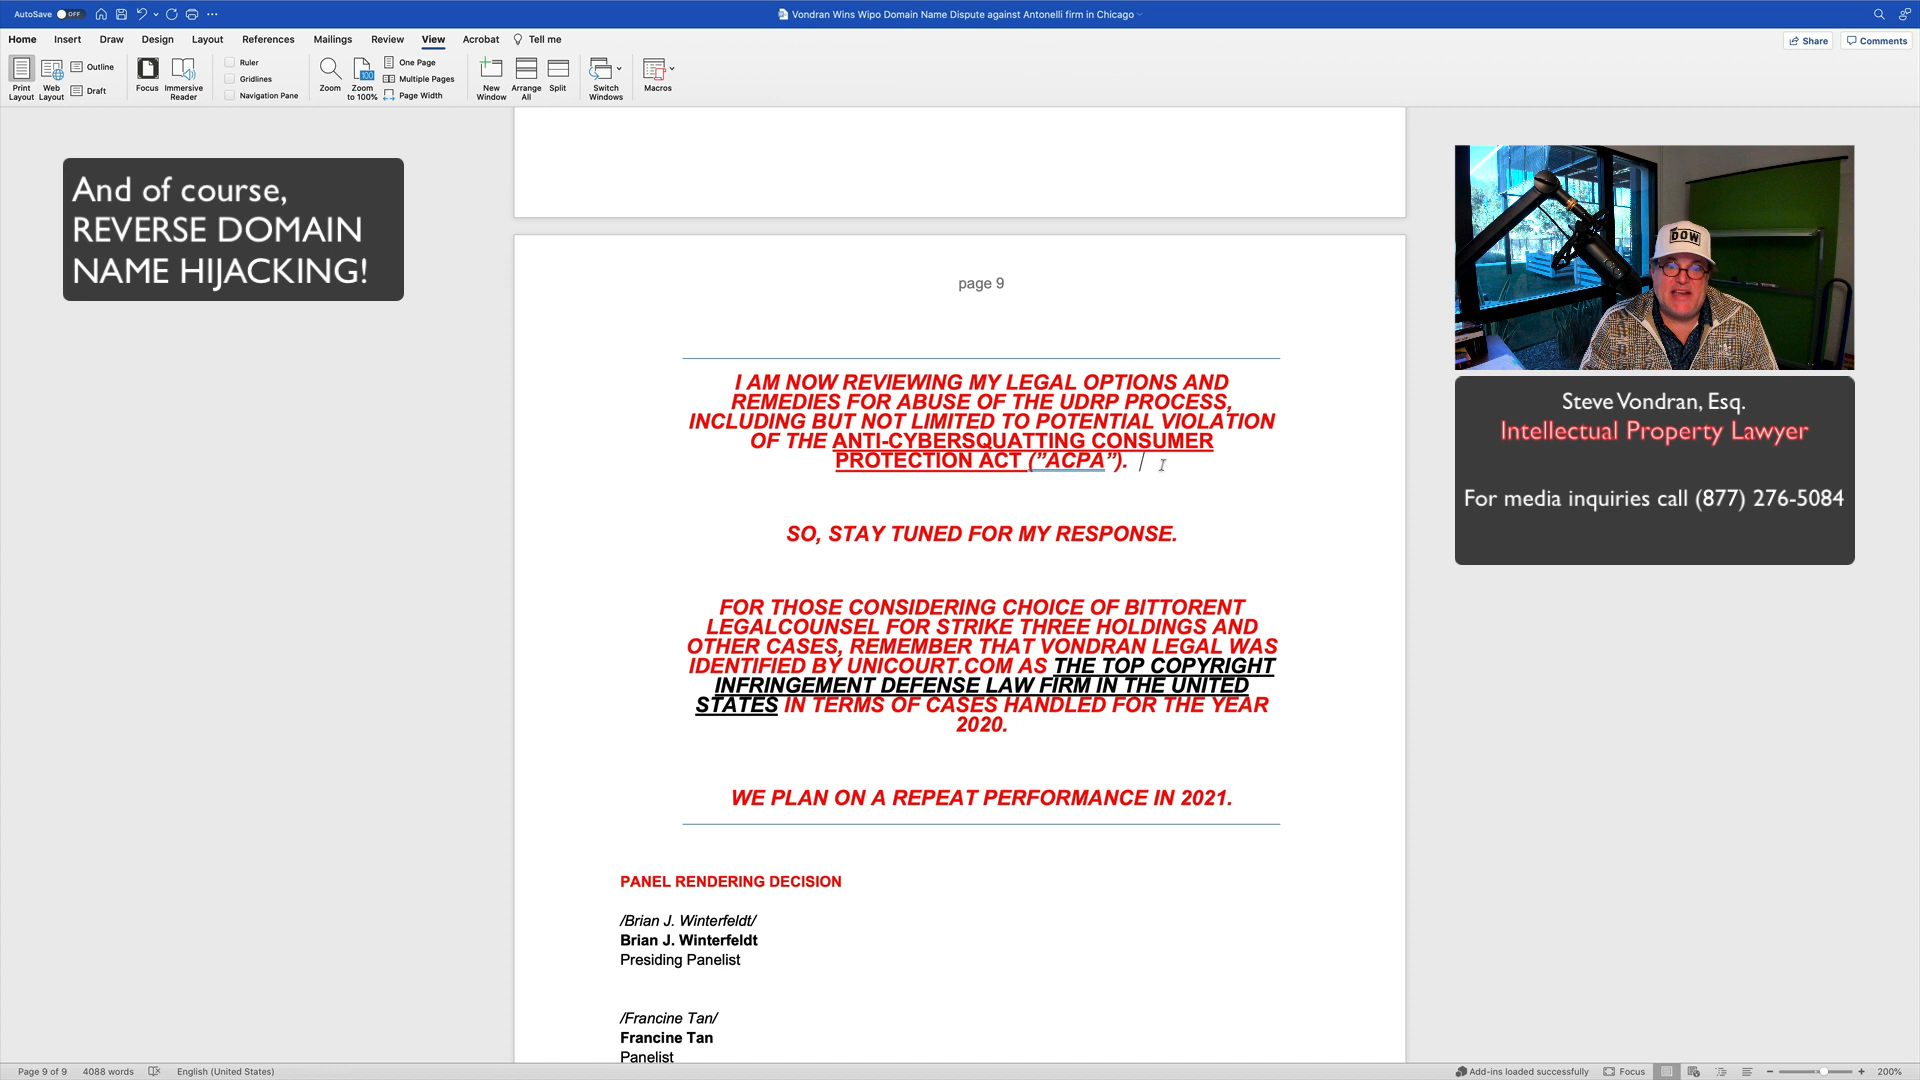 AutoSave OFF
Vondran Wins Wipo Domain Name Dispute against Antonelli firm in Chicago
Home Insert Draw Design Layout References Mailings Review View Acrobat Tell me
Share Comments
Print Layout
Web Layout
Outline
Draft
Focus
Immersive Reader
Ruler
Gridlines
Navigation Pane
Zoom
100
Zoom to 100%
One Page
Multiple Pages
Page Width
New Window
Arrange All
Split
Switch Windows
Macros
And of course,
REVERSE DOMAIN
NAME HIJACKING!
page 9
I AM NOW REVIEWING MY LEGAL OPTIONS AND
REMEDIES FOR ABUSE OF THE UDRP PROCESS,
INCLUDING BUT NOT LIMITED TO POTENTIAL VIOLATION
OF THE ANTI-CYBERSQUATTING CONSUMER
PROTECTION ACT (”ACPA”).
SO, STAY TUNED FOR MY RESPONSE.
FOR THOSE CONSIDERING CHOICE OF BITTORENT
LEGALCOUNSEL FOR STRIKE THREE HOLDINGS AND
OTHER CASES, REMEMBER THAT VONDRAN LEGAL WAS
IDENTIFIED BY UNICOURT.COM AS THE TOP COPYRIGHT
INFRINGEMENT DEFENSE LAW FIRM IN THE UNITED
STATES IN TERMS OF CASES HANDLED FOR THE YEAR
2020.
WE PLAN ON A REPEAT PERFORMANCE IN 2021.
PANEL RENDERING DECISION
/Brian J. Winterfeldt/
Brian J. Winterfeldt
Presiding Panelist
/Francine Tan/
Francine Tan
Panelist
DOW
Steve Vondran, Esq.
Intellectual Property Lawyer
For media inquiries call (877) 276-5084
Page 9 of 9 4088 words English (United States)
Add-ins loaded successfully Focus 200%